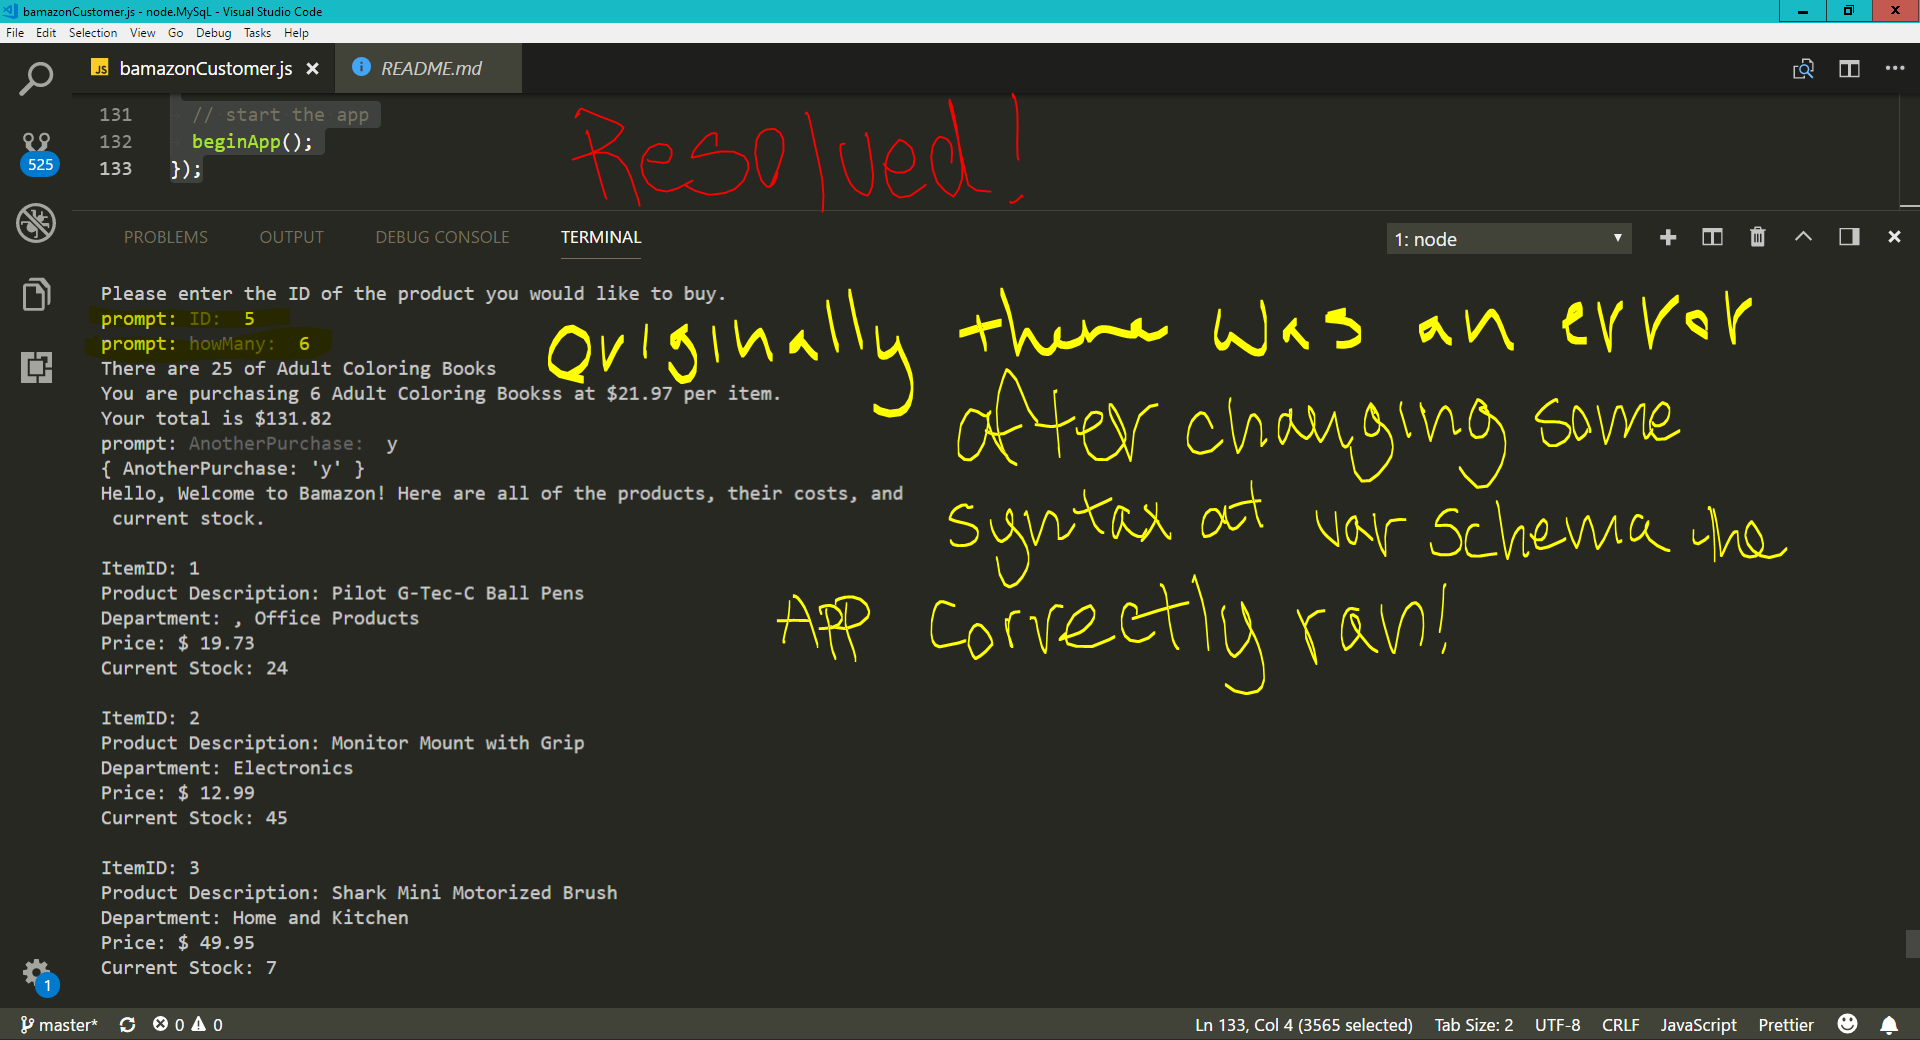 bamazonCustomer.js - node.MySqL - Visual Studio Code
File Edit Selection View Go Debug Tasks Help
JS bamazonCustomer.js README.md
131 // start the app
132 beginApp();
133 });
Resolved!
525
PROBLEMS OUTPUT DEBUG CONSOLE TERMINAL 1: node
Please enter the ID of the product you would like to buy.
prompt: ID: 5
prompt: howMany: 6
There are 25 of Adult Coloring Books
You are purchasing 6 Adult Coloring Bookss at $21.97 per item.
Your total is $131.82
prompt: AnotherPurchase: y
{ AnotherPurchase: 'y' }
Hello, Welcome to Bamazon! Here are all of the products, their costs, and
current stock.
Originally there was an error
after changing some
syntax at var schema the
APP correctly ran!
ItemID: 1
Product Description: Pilot G-Tec-C Ball Pens
Department: , Office Products
Price: $ 19.73
Current Stock: 24
ItemID: 2
Product Description: Monitor Mount with Grip
Department: Electronics
Price: $ 12.99
Current Stock: 45
ItemID: 3
Product Description: Shark Mini Motorized Brush
Department: Home and Kitchen
Price: $ 49.95
Current Stock: 7
1
master* 0 0 Ln 133, Col 4 (3565 selected) Tab Size: 2 UTF-8 CRLF JavaScript Prettier